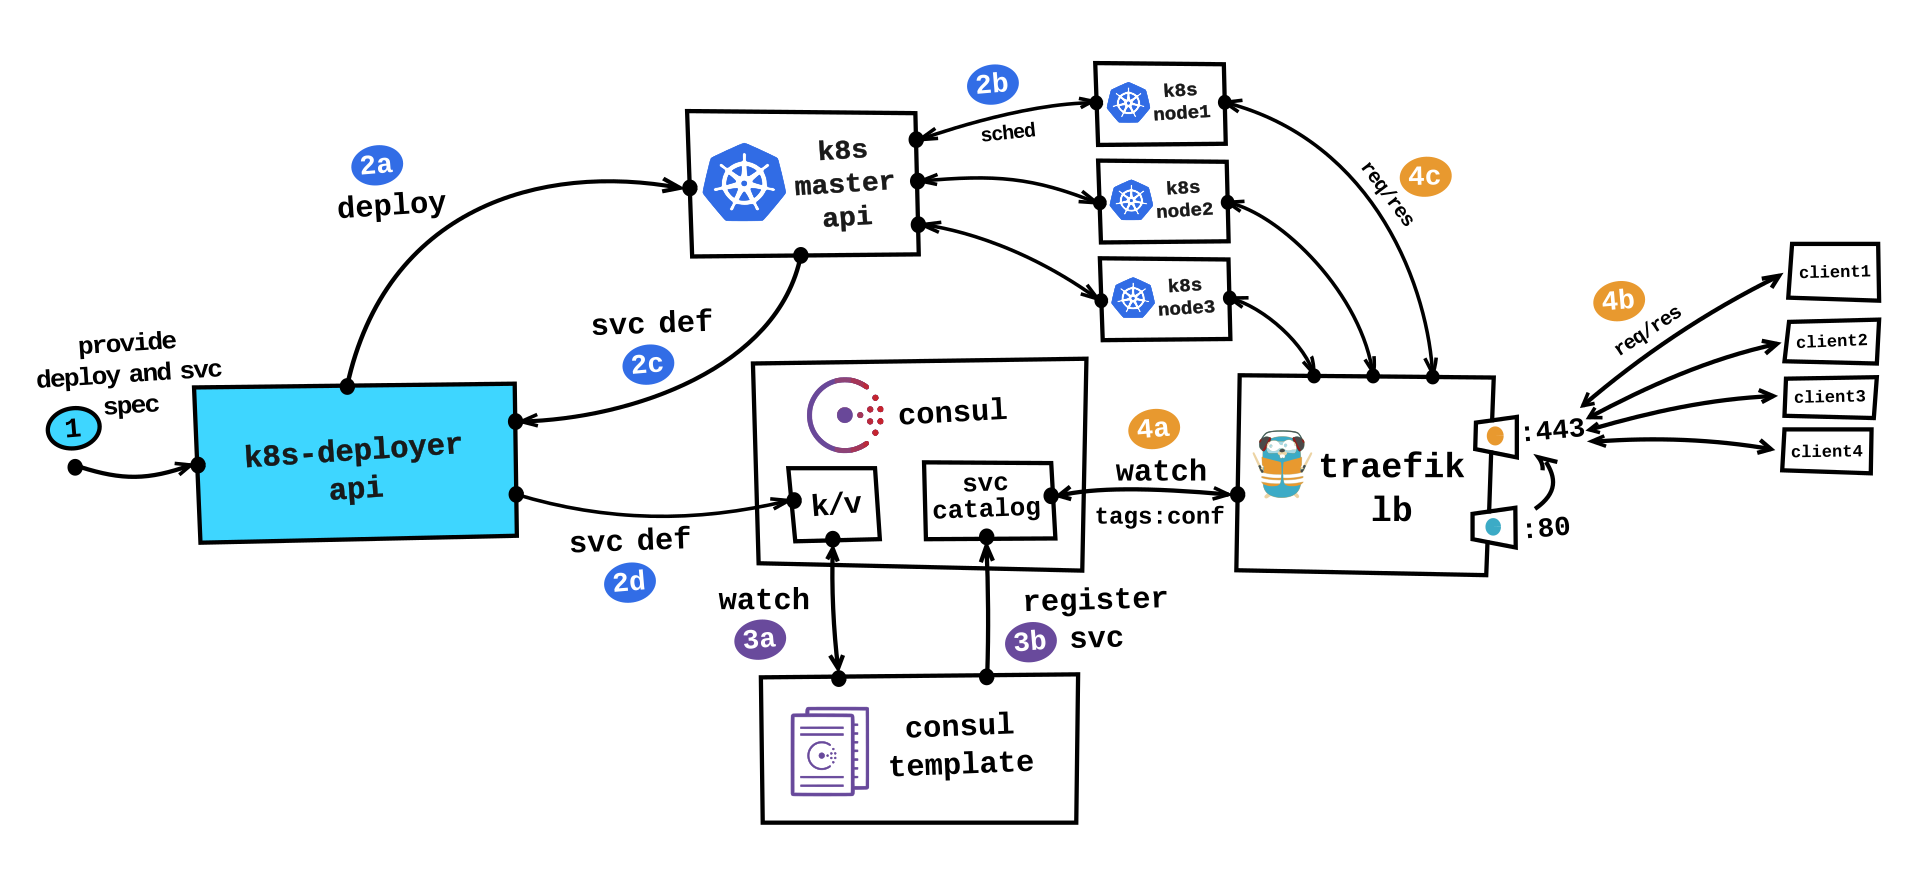 provide
deploy and svc
spec
1
k8s-deployer
api
2a
deploy
k8s
master
api
2b
sched
k8s
node1
k8s
node2
k8s
node3
svc def
2c
svc def
2d
consul
k/v
svc
catalog
watch
3a
register
3b svc
consul
template
4a
watch
tags:conf
traefik
lb
:443
:80
req/res
4c
4b
req/res
client1
client2
client3
client4